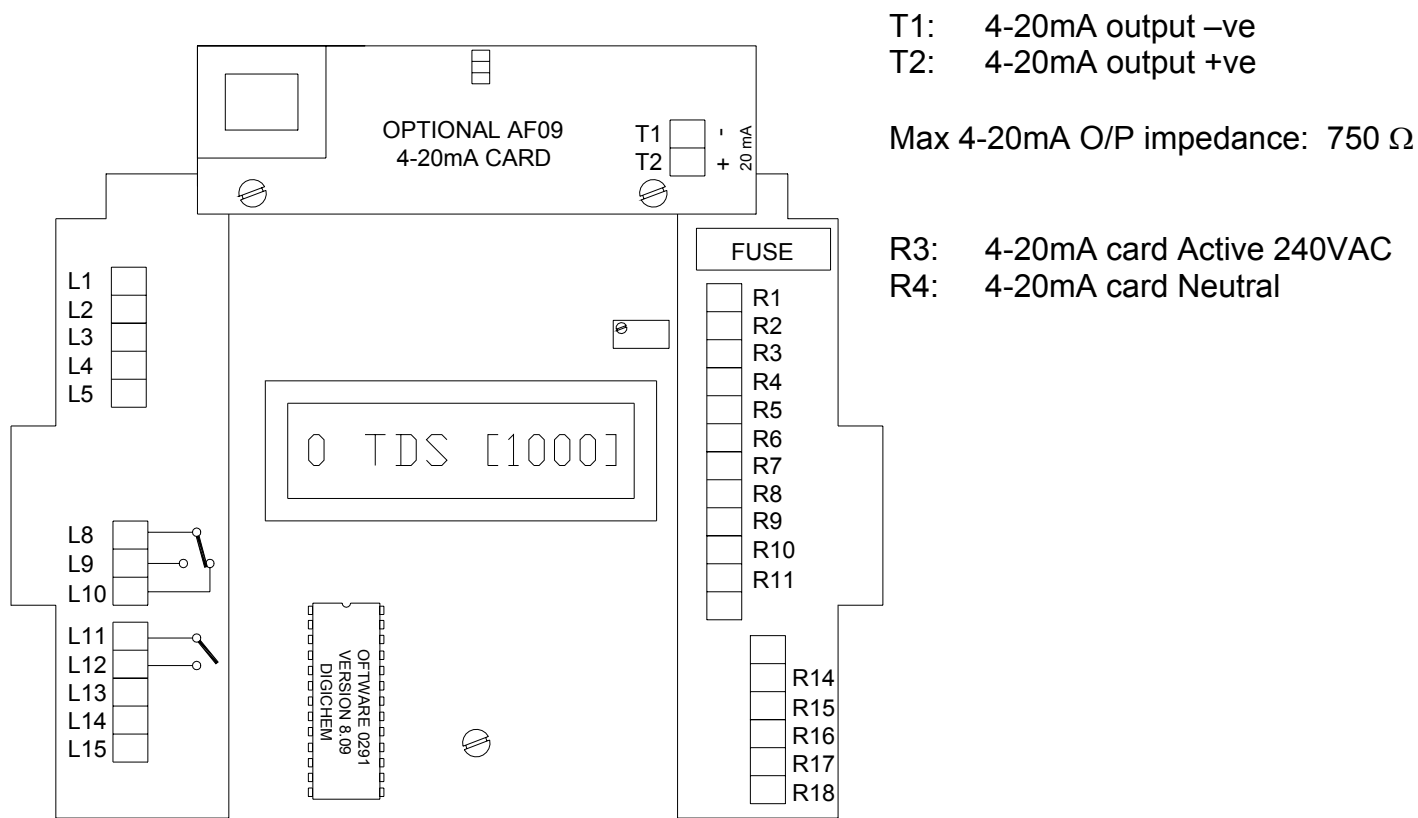 T1: 4-20mA output –ve
T2: 4-20mA output +ve
Max 4-20mA O/P impedance: 750 Ω
R3: 4-20mA card Active 240VAC
R4: 4-20mA card Neutral
OPTIONAL AF09
4-20mA CARD
T1 -
T2 +
20 mA
FUSE
L1
L2
L3
L4
L5
L8
L9
L10
L11
L12
L13
L14
L15
0 TDS [1000]
OFTWARE 0291
VERSION 8.09
DIGICHEM
R1
R2
R3
R4
R5
R6
R7
R8
R9
R10
R11
R14
R15
R16
R17
R18